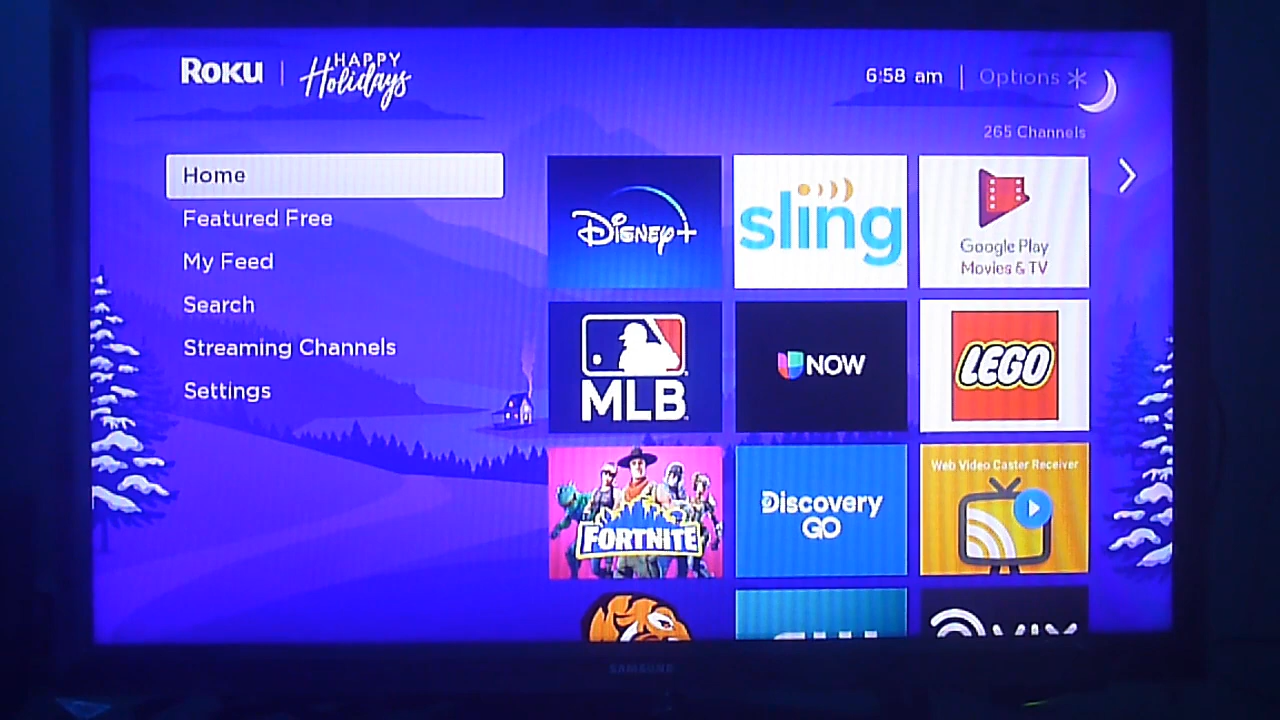 Roku | HAPPY
Holidays
6:58 am | Options
265 Channels
Home
Featured Free
My Feed
Search
Streaming Channels
Settings
Disney+
sling
Google Play
Movies & TV
MLB
NOW
LEGO
FORTNITE
Discovery
GO
Web Video Caster Receiver
VIX
SAMSUNG